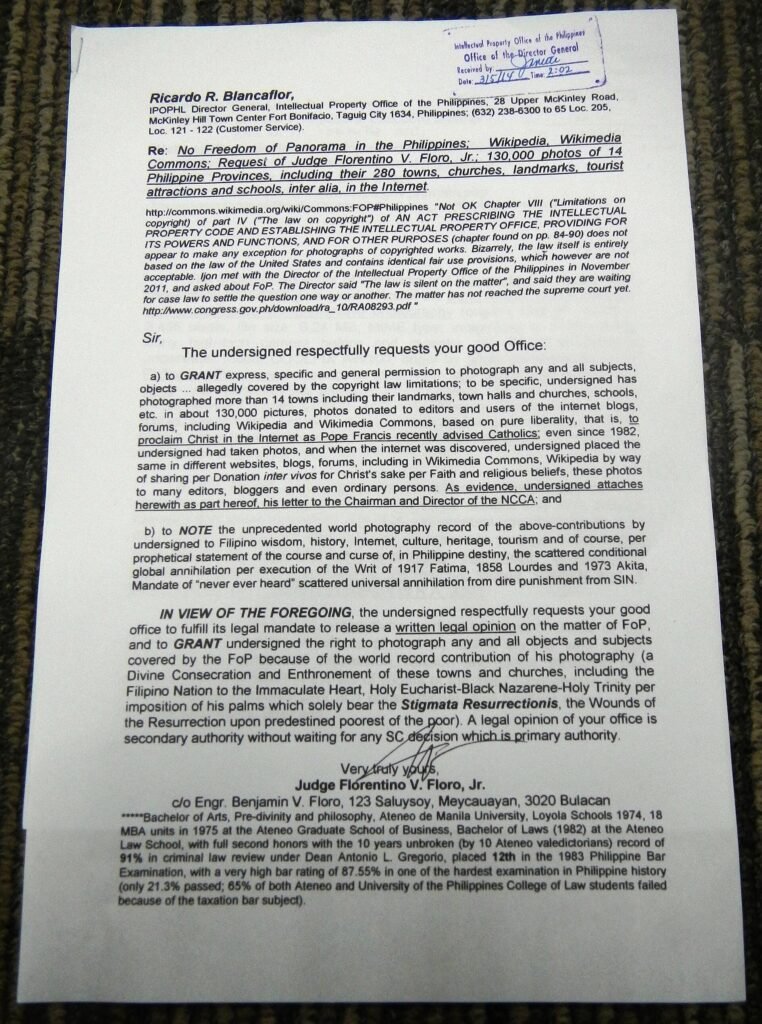 Intellectual Property Office of the Philippines
Office of the Director General
Received by:
Date: 3/5/14 Time: 2:02
Ricardo R. Blancaflor,
IPOPHL Director General, Intellectual Property Office of the Philippines, 28 Upper McKinley Road,
McKinley Hill Town Center Fort Bonifacio, Taguig City 1634, Philippines; (632) 238-6300 to 65 Loc. 205,
Loc. 121 - 122 (Customer Service).
Re: No Freedom of Panorama in the Philippines; Wikipedia, Wikimedia
Commons; Request of Judge Florentino V. Floro, Jr.; 130,000 photos of 14
Philippine Provinces, including their 280 towns, churches, landmarks, tourist
attractions and schools, inter alia, in the Internet.
http://commons.wikimedia.org/wiki/Commons:FOP#Philippines "Not OK Chapter VIII ("Limitations on
copyright) of part IV ("The law on copyright") of AN ACT PRESCRIBING THE INTELLECTUAL
PROPERTY CODE AND ESTABLISHING THE INTELLECTUAL PROPERTY OFFICE, PROVIDING FOR
ITS POWERS AND FUNCTIONS, AND FOR OTHER PURPOSES (chapter found on pp. 84-90) does not
appear to make any exception for photographs of copyrighted works. Bizarrely, the law itself is entirely
based on the law of the United States and contains identical fair use provisions, which however are not
acceptable. Ijon met with the Director of the Intellectual Property Office of the Philippines in November
2011, and asked about FoP. The Director said "The law is silent on the matter", and said they are waiting
for case law to settle the question one way or another. The matter has not reached the supreme court yet.
http://www.congress.gov.ph/download/ra_10/RA08293.pdf "
Sir,
The undersigned respectfully requests your good Office:
a) to GRANT express, specific and general permission to photograph any and all subjects,
objects ... allegedly covered by the copyright law limitations; to be specific, undersigned has
photographed more than 14 towns including their landmarks, town halls and churches, schools,
etc. in about 130,000 pictures, photos donated to editors and users of the internet blogs,
forums, including Wikipedia and Wikimedia Commons, based on pure liberality, that is, to
proclaim Christ in the Internet as Pope Francis recently advised Catholics; even since 1982,
undersigned had taken photos, and when the internet was discovered, undersigned placed the
same in different websites, blogs, forums, including in Wikimedia Commons, Wikipedia by way
of sharing per Donation inter vivos for Christ's sake per Faith and religious beliefs, these photos
to many editors, bloggers and even ordinary persons. As evidence, undersigned attaches
herewith as part hereof, his letter to the Chairman and Director of the NCCA; and
b) to NOTE the unprecedented world photography record of the above-contributions by
undersigned to Filipino wisdom, history, Internet, culture, heritage, tourism and of course, per
prophetical statement of the course and curse of, in Philippine destiny, the scattered conditional
global annihilation per execution of the Writ of 1917 Fatima, 1858 Lourdes and 1973 Akita,
Mandate of "never ever heard" scattered universal annihilation from dire punishment from SIN.
IN VIEW OF THE FOREGOING, the undersigned respectfully requests your good
office to fulfill its legal mandate to release a written legal opinion on the matter of FoP,
and to GRANT undersigned the right to photograph any and all objects and subjects
covered by the FoP because of the world record contribution of his photography (a
Divine Consecration and Enthronement of these towns and churches, including the
Filipino Nation to the Immaculate Heart, Holy Eucharist-Black Nazarene-Holy Trinity per
imposition of his palms which solely bear the Stigmata Resurrectionis, the Wounds of
the Resurrection upon predestined poorest of the poor). A legal opinion of your office is
secondary authority without waiting for any SC decision which is primary authority.
Very truly yours,
Judge Florentino V. Floro, Jr.
c/o Engr. Benjamin V. Floro, 123 Saluysoy, Meycauayan, 3020 Bulacan
*****Bachelor of Arts, Pre-divinity and philosophy, Ateneo de Manila University, Loyola Schools 1974, 18
MBA units in 1975 at the Ateneo Graduate School of Business, Bachelor of Laws (1982) at the Ateneo
Law School, with full second honors with the 10 years unbroken (by 10 Ateneo valedictorians) record of
91% in criminal law review under Dean Antonio L. Gregorio, placed 12th in the 1983 Philippine Bar
Examination, with a very high bar rating of 87.55% in one of the hardest examination in Philippine history
(only 21.3% passed; 65% of both Ateneo and University of the Philippines College of Law students failed
because of the taxation bar subject).